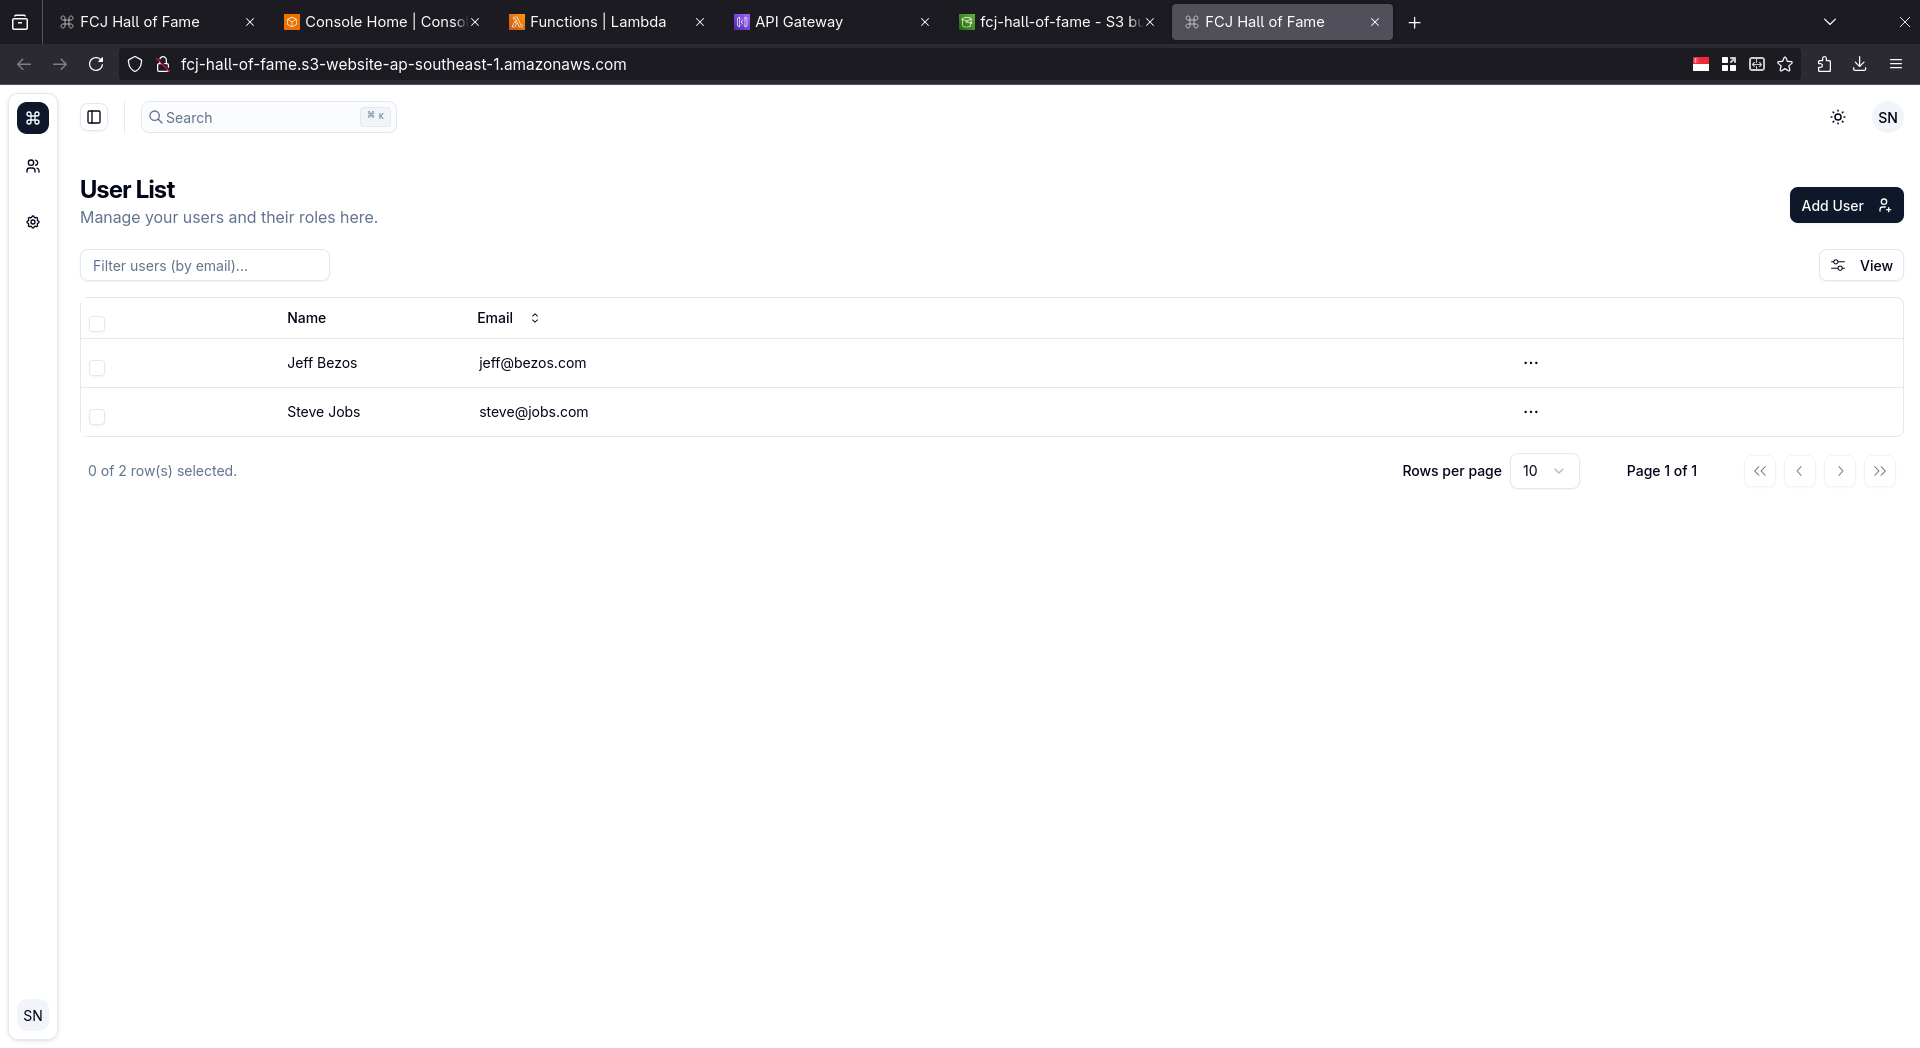 FCJ Hall of Fame
Console Home | Conso
Functions | Lambda
API Gateway
fcj-hall-of-fame - S3 bu
FCJ Hall of Fame
fcj-hall-of-fame.s3-website-ap-southeast-1.amazonaws.com
Search
⌘ K
SN
User List
Manage your users and their roles here.
Add User
Filter users (by email)...
View
Name Email
Jeff Bezos jeff@bezos.com
Steve Jobs steve@jobs.com
0 of 2 row(s) selected.
Rows per page 10
Page 1 of 1
SN